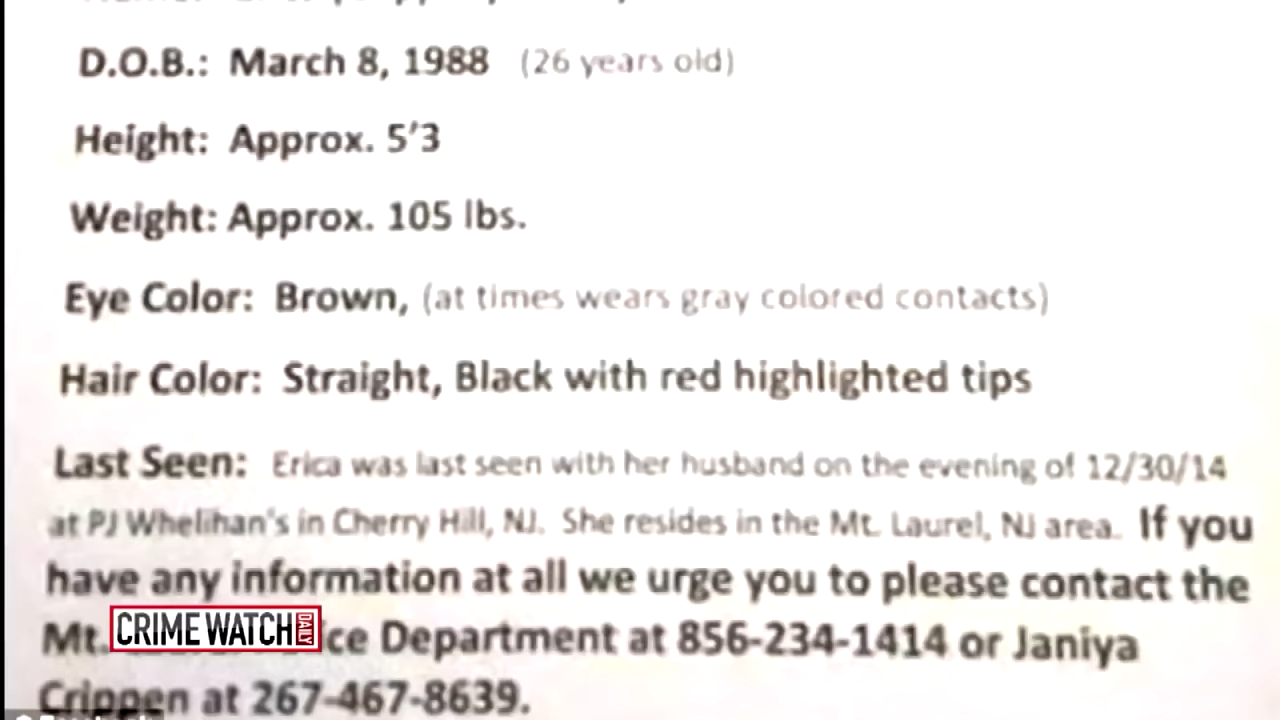 D.O.B.: March 8, 1988 (26 years old)
Height: Approx. 5'3
Weight: Approx. 105 lbs.
Eye Color: Brown, (at times wears gray colored contacts)
Hair Color: Straight, Black with red highlighted tips
Last Seen: Erica was last seen with her husband on the evening of 12/30/14
at PJ Whelihan's in Cherry Hill, NJ. She resides in the Mt. Laurel, NJ area. If you
have any information at all we urge you to please contact the
Mt. ce Department at 856-234-1414 or Janiya
CRIME WATCH DAILY
Crippen at 267-467-8639.